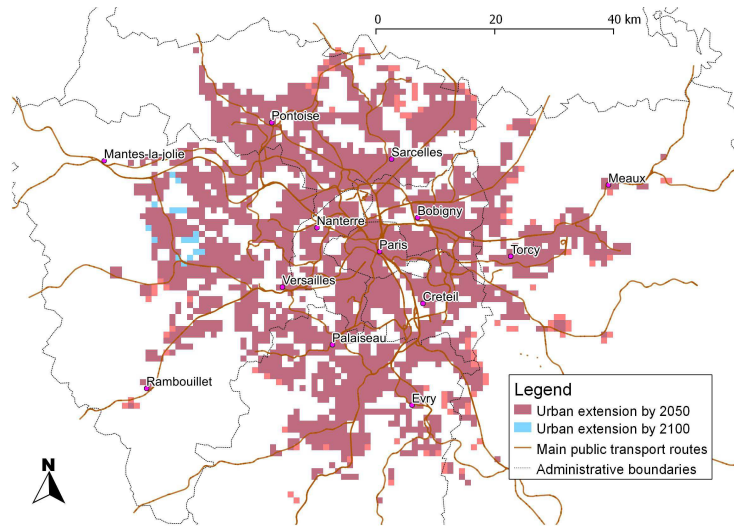 0 20 40 km
Pontoise
Mantes-la-jolie
Sarcelles
Meaux
Bobigny
Nanterre
Paris
Torcy
Versailles
Creteil
Palaiseau
Rambouillet
Evry
Legend
Urban extension by 2050
Urban extension by 2100
Main public transport routes
Administrative boundaries
N